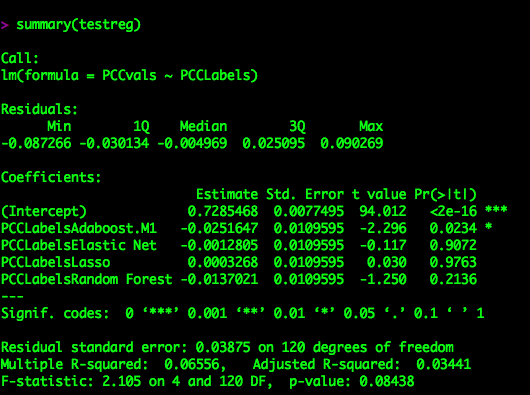 > summary(testreg)
Call:
lm(formula = PCCvals ~ PCCLabels)
Residuals:
Min 1Q Median 3Q Max
-0.087266 -0.030134 -0.004969 0.025095 0.090269
Coefficients:
Estimate Std. Error t value Pr(>|t|)
(Intercept) 0.7285468 0.0077495 94.012 <2e-16 ***
PCCLabelsAdaboost.M1 -0.0251647 0.0109595 -2.296 0.0234 *
PCCLabelsElastic Net -0.0012805 0.0109595 -0.117 0.9072
PCCLabelsLasso 0.0003268 0.0109595 0.030 0.9763
PCCLabelsRandom Forest -0.0137021 0.0109595 -1.250 0.2136
---
Signif. codes: 0 ‘***’ 0.001 ‘**’ 0.01 ‘*’ 0.05 ‘.’ 0.1 ‘ ’ 1
Residual standard error: 0.03875 on 120 degrees of freedom
Multiple R-squared: 0.06556, Adjusted R-squared: 0.03441
F-statistic: 2.105 on 4 and 120 DF, p-value: 0.08438